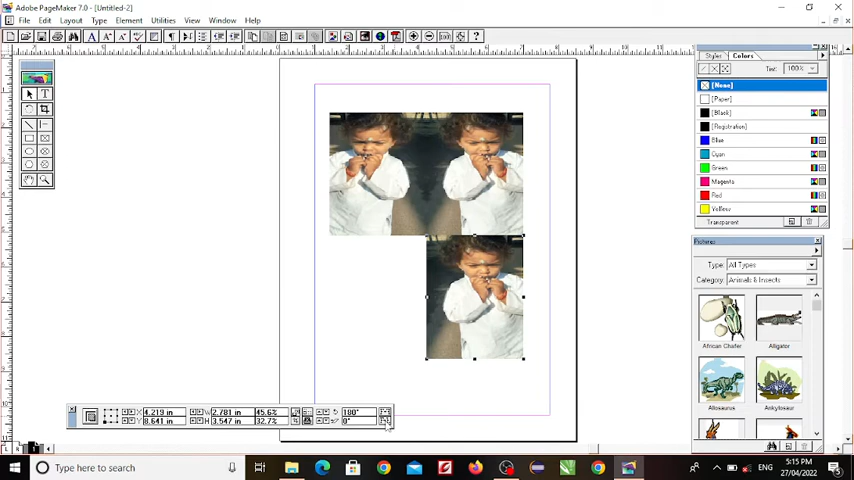 Adobe PageMaker 7.0 - [Untitled-2]
File Edit Layout Type Element Utilities View Window Help
Styles Colors
Tint: 100%
[None]
[Paper]
[Black]
[Registration]
Blue
Cyan
Green
Magenta
Red
Yellow
Transparent
Pictures
Type: All Types
Category: Animals & Insects
African Chafer Alligator
Allosaurus Ankylosaur
X 4.219 in W 2.781 in 45.6% 180°
Y 8.641 in H 3.547 in 32.7% 0°
L R 1
Type here to search
ENG
5:15 PM
27/04/2022